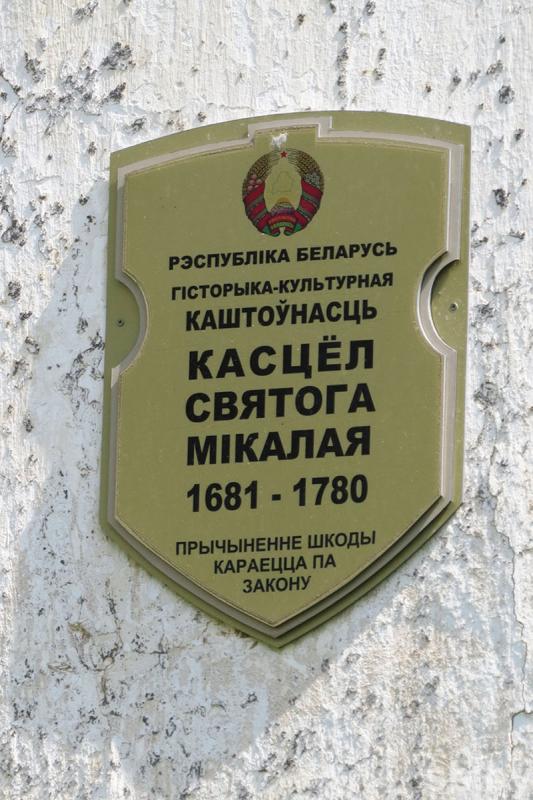 РЭСПУБЛІКА БЕЛАРУСЬ
ГІСТОРЫКА-КУЛЬТУРНАЯ
КАШТОЎНАСЦЬ
КАСЦЁЛ
СВЯТОГА
МІКАЛАЯ
1681 - 1780
ПРЫЧЫНЕННЕ ШКОДЫ
КАРАЕЦЦА ПА
ЗАКОНУ